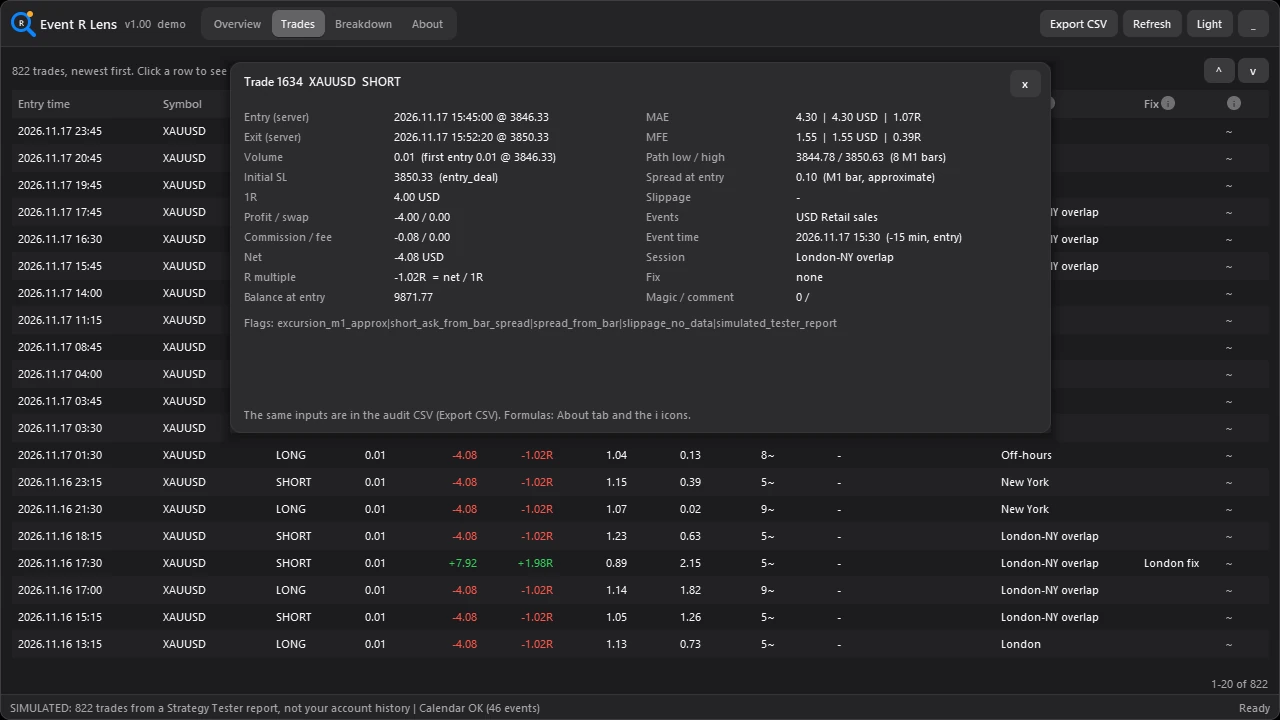 R Event R Lens v1.00 demo Overview Trades Breakdown About Export CSV Refresh Light _
822 trades, newest first. Click a row to see ^ v
Entry time Symbol Fix i i
Trade 1634 XAUUSD SHORT x
Entry (server) 2026.11.17 15:45:00 @ 3846.33 MAE 4.30 | 4.30 USD | 1.07R
Exit (server) 2026.11.17 15:52:20 @ 3850.33 MFE 1.55 | 1.55 USD | 0.39R
Volume 0.01 (first entry 0.01 @ 3846.33) Path low / high 3844.78 / 3850.63 (8 M1 bars)
Initial SL 3850.33 (entry_deal) Spread at entry 0.10 (M1 bar, approximate)
1R 4.00 USD Slippage -
Profit / swap -4.00 / 0.00 Events USD Retail sales
Commission / fee -0.08 / 0.00 Event time 2026.11.17 15:30 (-15 min, entry)
Net -4.08 USD Session London-NY overlap
R multiple -1.02R = net / 1R Fix none
Balance at entry 9871.77 Magic / comment 0 /
Flags: excursion_m1_approx|short_ask_from_bar_spread|spread_from_bar|slippage_no_data|simulated_tester_report
The same inputs are in the audit CSV (Export CSV). Formulas: About tab and the i icons.
2026.11.17 23:45 XAUUSD ~
2026.11.17 20:45 XAUUSD ~
2026.11.17 19:45 XAUUSD ~
2026.11.17 17:45 XAUUSD NY overlap ~
2026.11.17 16:30 XAUUSD NY overlap ~
2026.11.17 15:45 XAUUSD NY overlap ~
2026.11.17 14:00 XAUUSD ~
2026.11.17 11:15 XAUUSD ~
2026.11.17 08:45 XAUUSD ~
2026.11.17 04:00 XAUUSD ~
2026.11.17 03:45 XAUUSD ~
2026.11.17 03:30 XAUUSD ~
2026.11.17 01:30 XAUUSD LONG 0.01 -4.08 -1.02R 1.04 0.13 8~ - Off-hours ~
2026.11.16 23:15 XAUUSD SHORT 0.01 -4.08 -1.02R 1.15 0.39 5~ - New York ~
2026.11.16 21:30 XAUUSD LONG 0.01 -4.08 -1.02R 1.07 0.02 9~ - New York ~
2026.11.16 18:15 XAUUSD SHORT 0.01 -4.08 -1.02R 1.23 0.63 5~ - London-NY overlap ~
2026.11.16 17:30 XAUUSD SHORT 0.01 +7.92 +1.98R 0.89 2.15 5~ - London-NY overlap London fix ~
2026.11.16 17:00 XAUUSD LONG 0.01 -4.08 -1.02R 1.14 1.82 9~ - London-NY overlap ~
2026.11.16 15:15 XAUUSD SHORT 0.01 -4.08 -1.02R 1.05 1.26 5~ - London-NY overlap ~
2026.11.16 13:15 XAUUSD LONG 0.01 -4.08 -1.02R 1.13 0.73 5~ - London ~
1-20 of 822
SIMULATED: 822 trades from a Strategy Tester report, not your account history | Calendar OK (46 events) Ready